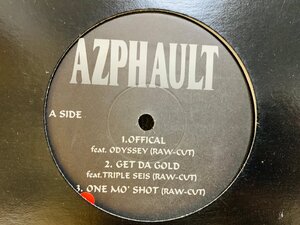 AZPHAULT
A SIDE
1.OFFICAL
feat. ODYSSEY (RAW-CUT)
2. GET DA GOLD
feat.TRIPLE SEIS (RAW-CUT)
3. ONE MO' SHOT (RAW-CUT)